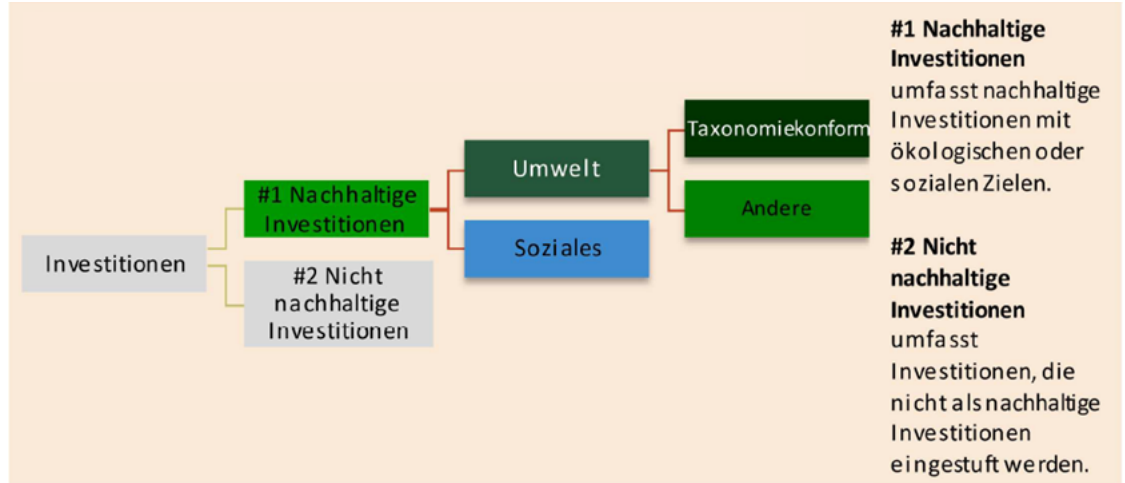 Investitionen
#1 Nachhaltige
Investitionen
#2 Nicht
nachhaltige
Investitionen
Umwelt
Soziales
Taxonomiekonform
Andere
#1 Nachhaltige
Investitionen
umfasst nachhaltige
Investitionen mit
ökologischen oder
sozialen Zielen.
#2 Nicht
nachhaltige
Investitionen
umfasst
Investitionen, die
nicht als nachhaltige
Investitionen
eingestuft werden.